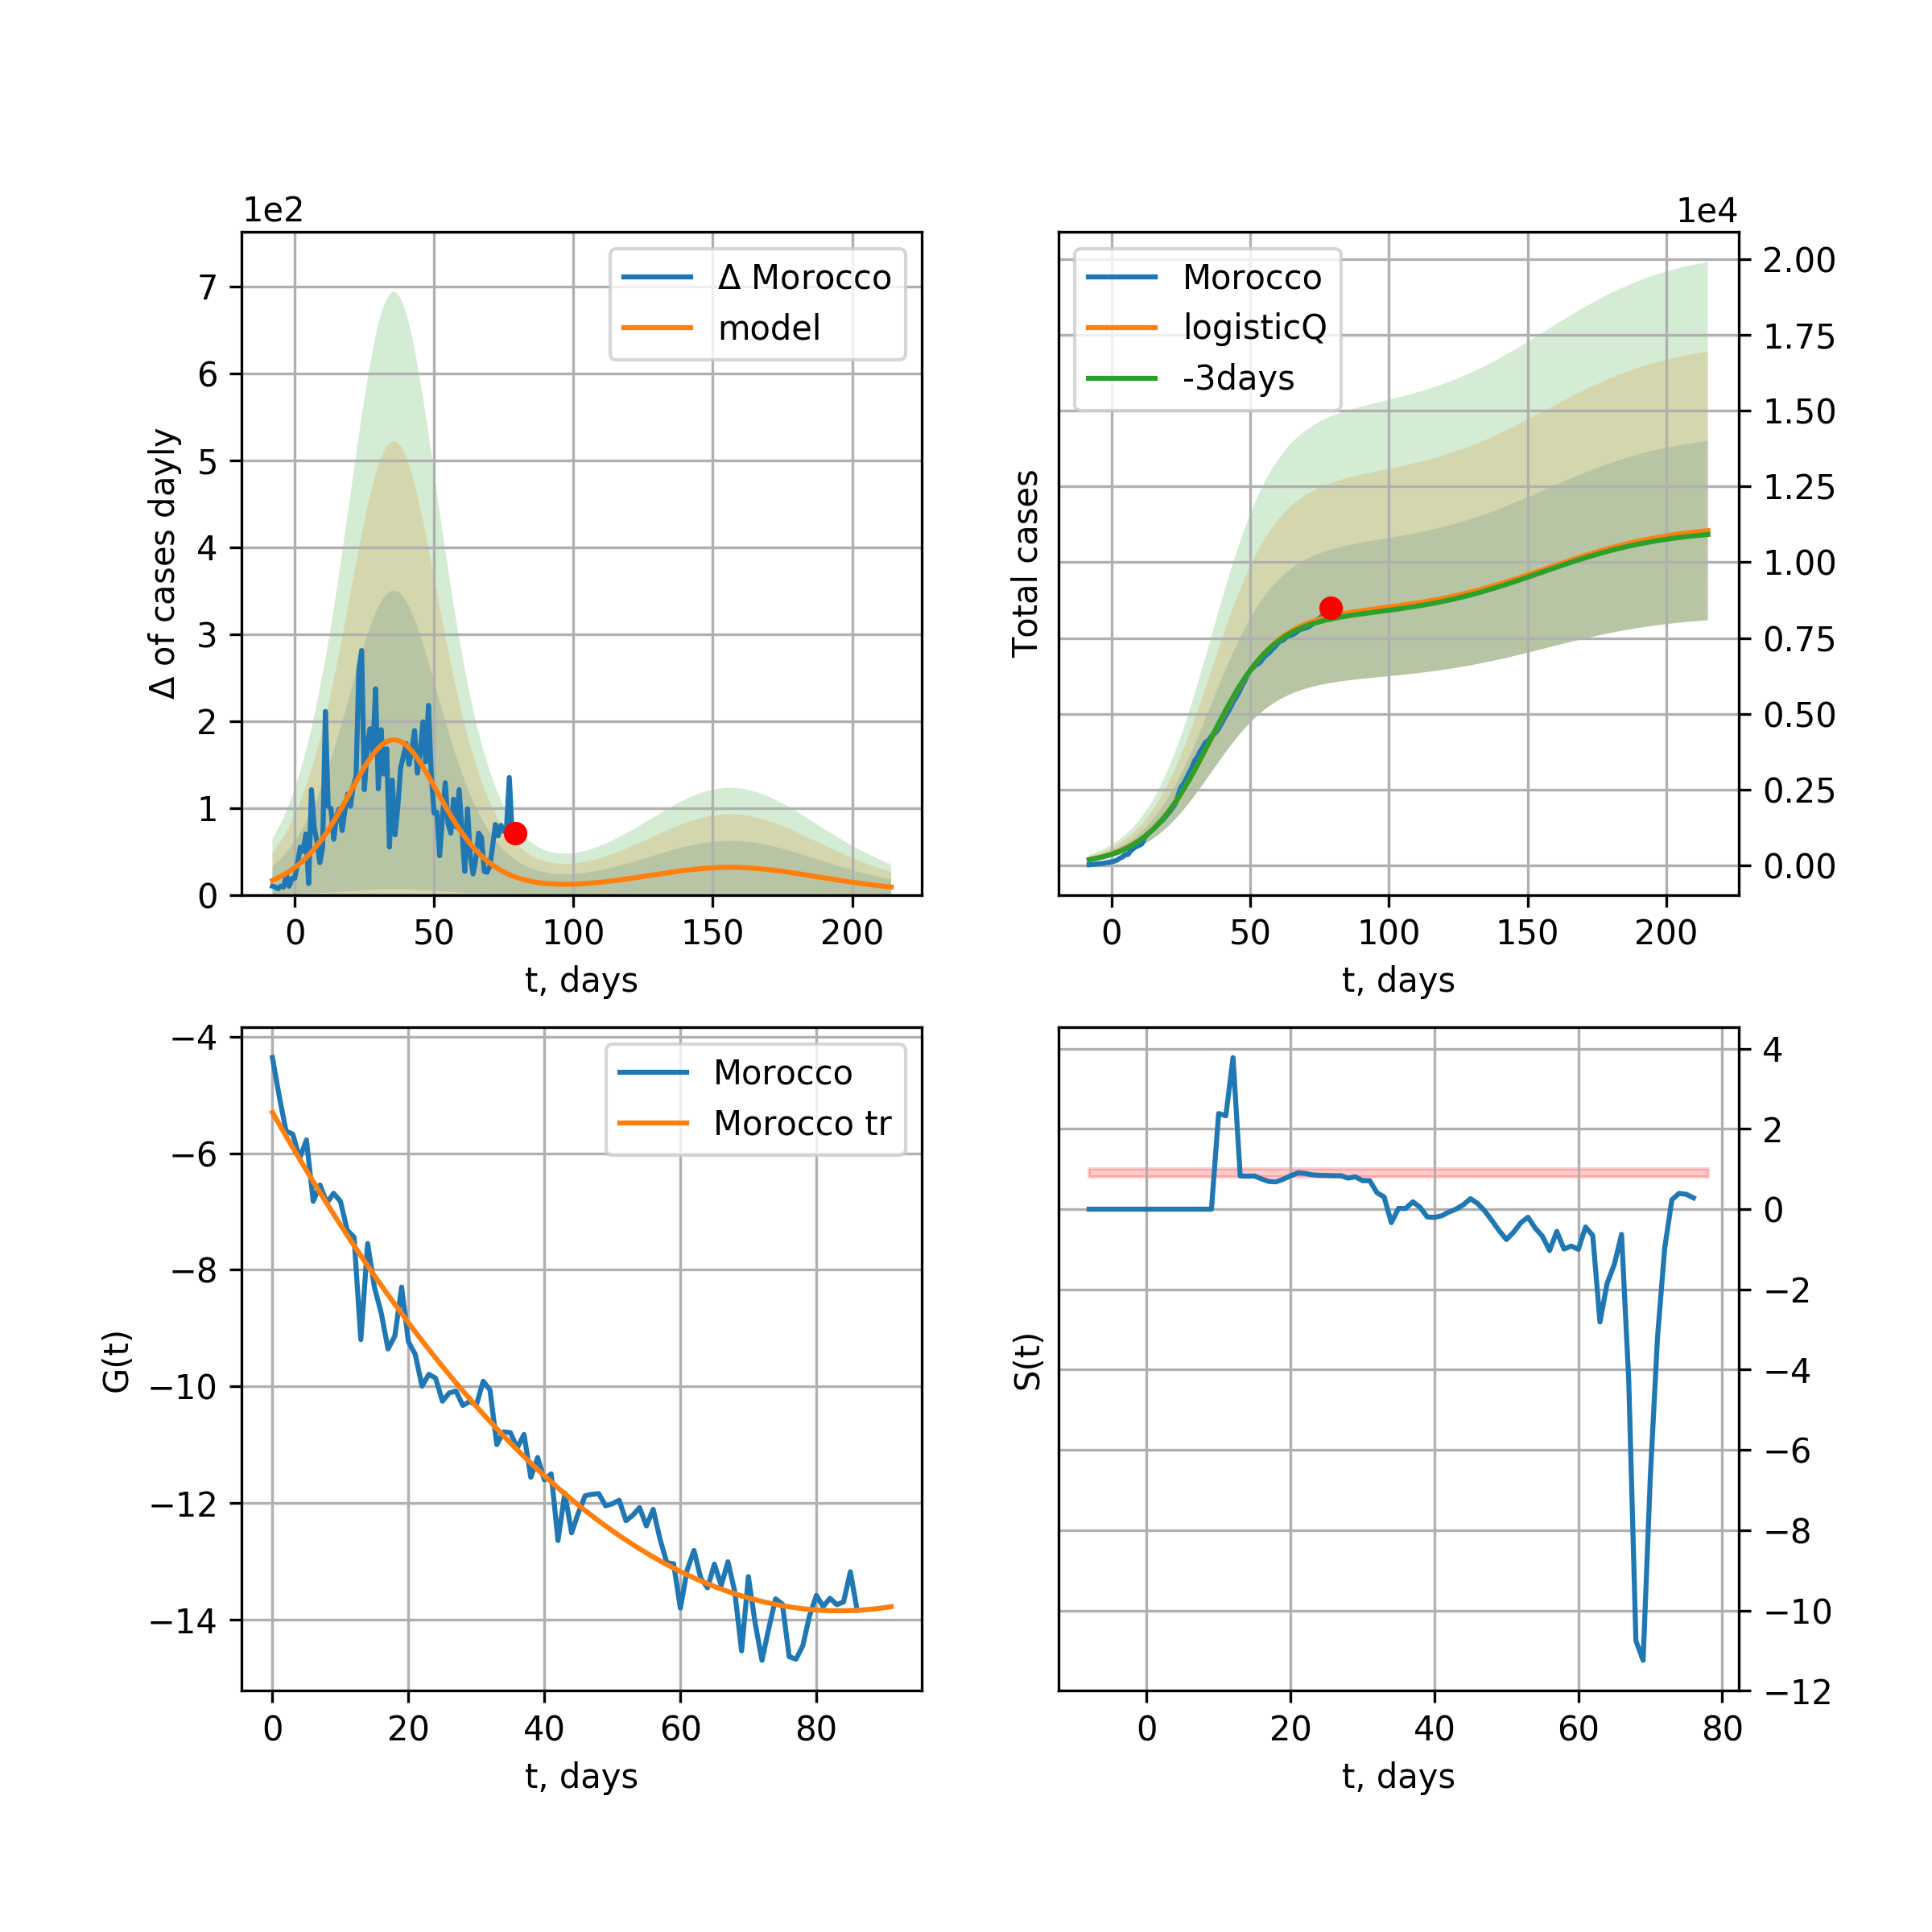 1e2
Δ of cases dayly
7
6
5
4
3
2
1
0
Δ Morocco
model
0 50 100 150 200
t, days
1e4
Total cases
Morocco
logisticQ
-3days
2.00
1.75
1.50
1.25
1.00
0.75
0.50
0.25
0.00
0 50 100 150 200
t, days
G(t)
−4
−6
−8
−10
−12
−14
Morocco
Morocco tr
0 20 40 60 80
t, days
S(t)
4
2
0
−2
−4
−6
−8
−10
−12
0 20 40 60 80
t, days